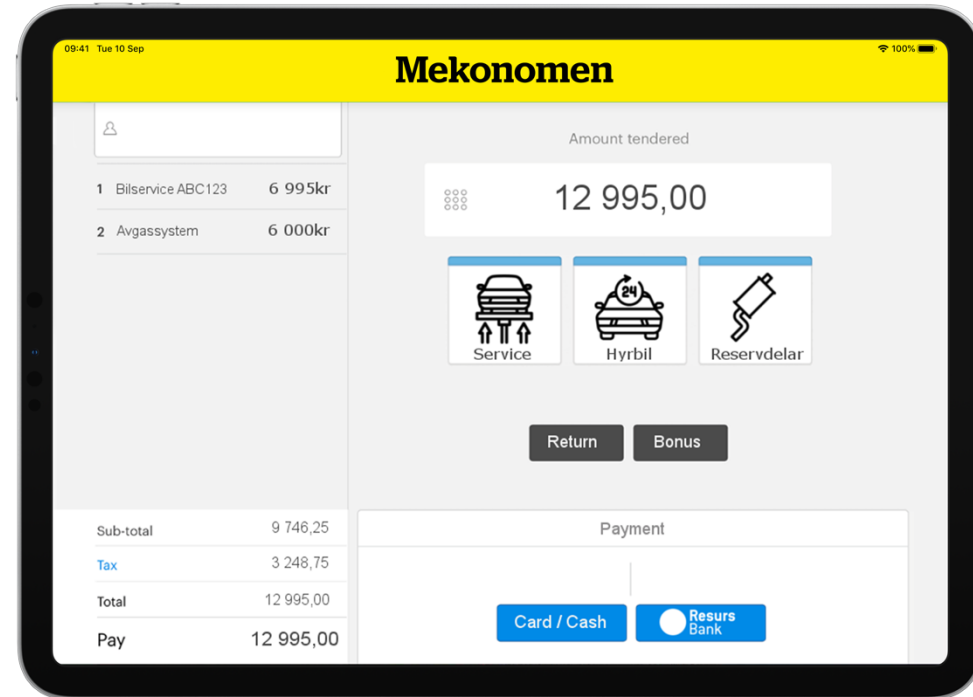 09:41 Tue 10 Sep
100%
Mekonomen
1 Bilservice ABC123 6 995kr
2 Avgassystem 6 000kr
Amount tendered
12 995,00
24
Service
Hyrbil
Reservdelar
Return
Bonus
Sub-total 9 746,25
Tax 3 248,75
Total 12 995,00
Pay 12 995,00
Payment
Card / Cash
Resurs
Bank